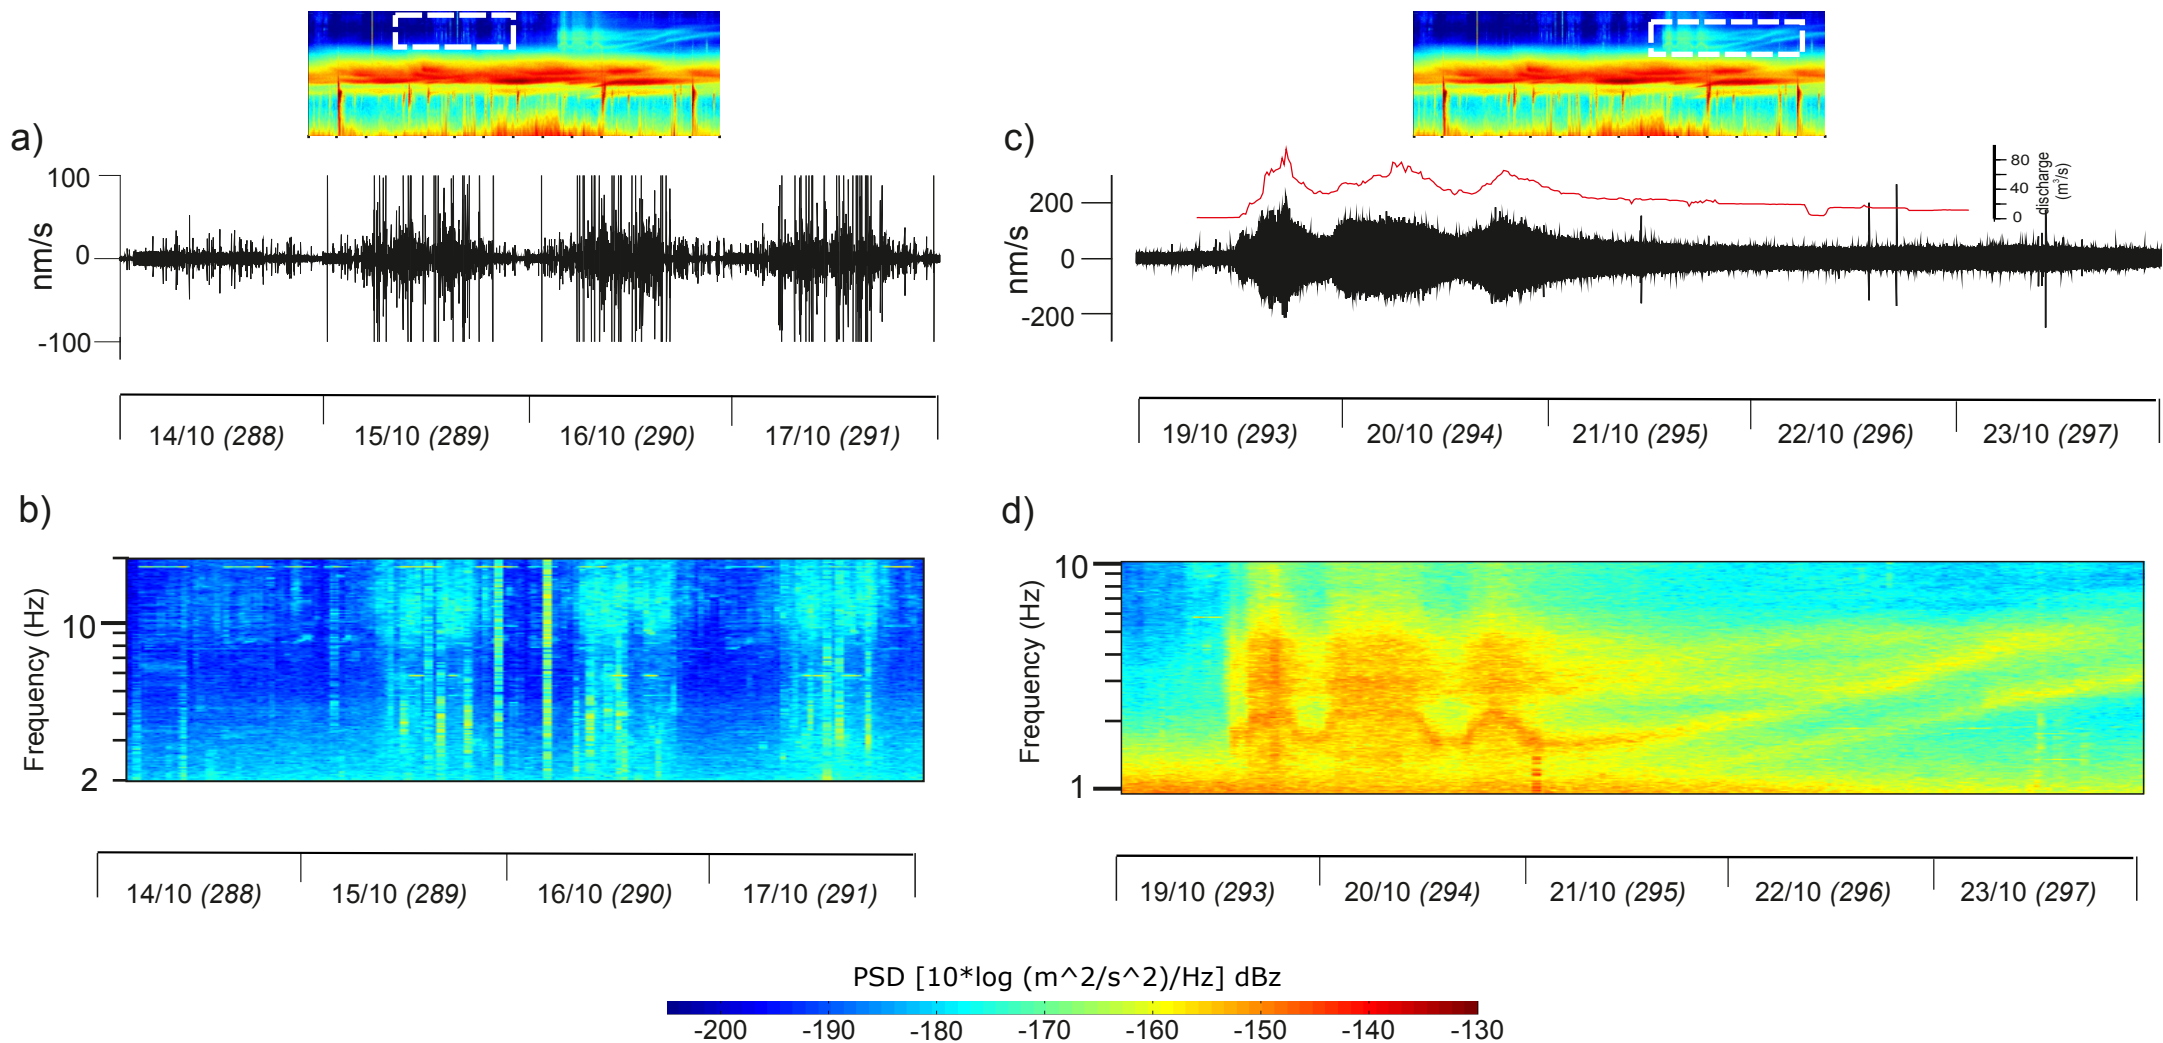 a)
100
0
-100
nm/s
14/10 (288)
15/10 (289)
16/10 (290)
17/10 (291)
b)
10
2
Frequency (Hz)
14/10 (288)
15/10 (289)
16/10 (290)
17/10 (291)
c)
200
0
-200
nm/s
80
40
0
discharge
(m³/s)
19/10 (293)
20/10 (294)
21/10 (295)
22/10 (296)
23/10 (297)
d)
10
1
Frequency (Hz)
19/10 (293)
20/10 (294)
21/10 (295)
22/10 (296)
23/10 (297)
PSD [10*log (m^2/s^2)/Hz] dBz
-200 -190 -180 -170 -160 -150 -140 -130